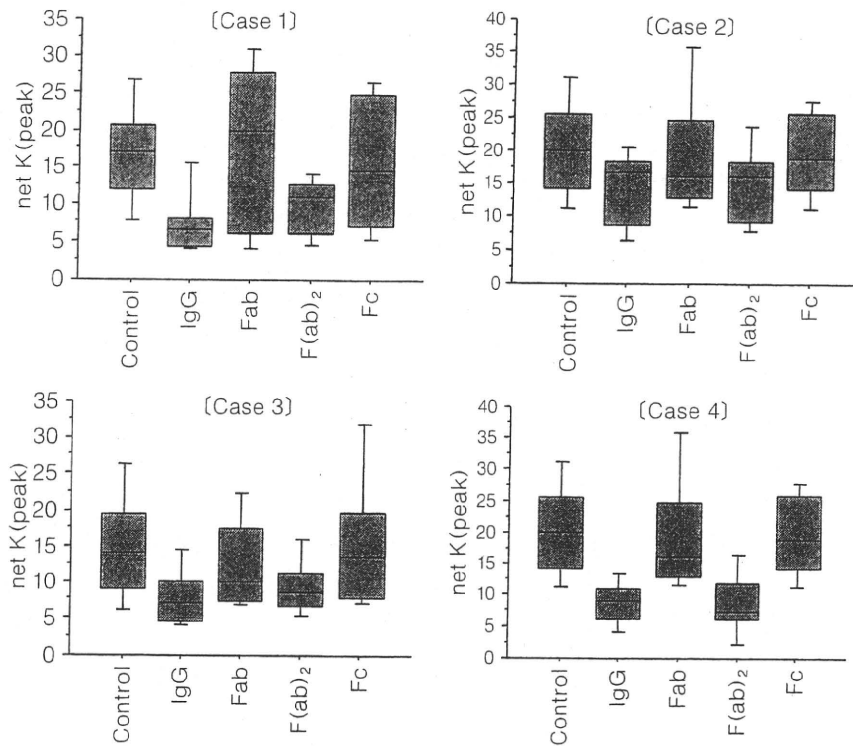 [Case 1]
net K(peak)
35
30
25
20
15
10
5
0
Control
IgG
Fab
F(ab)₂
Fc
[Case 2]
net K(peak)
40
35
30
25
20
15
10
5
0
Control
IgG
Fab
F(ab)₂
Fc
[Case 3]
net K(peak)
35
30
25
20
15
10
5
0
Control
IgG
Fab
F(ab)₂
Fc
[Case 4]
net K(peak)
40
35
30
25
20
15
10
5
0
Control
IgG
Fab
F(ab)₂
Fc